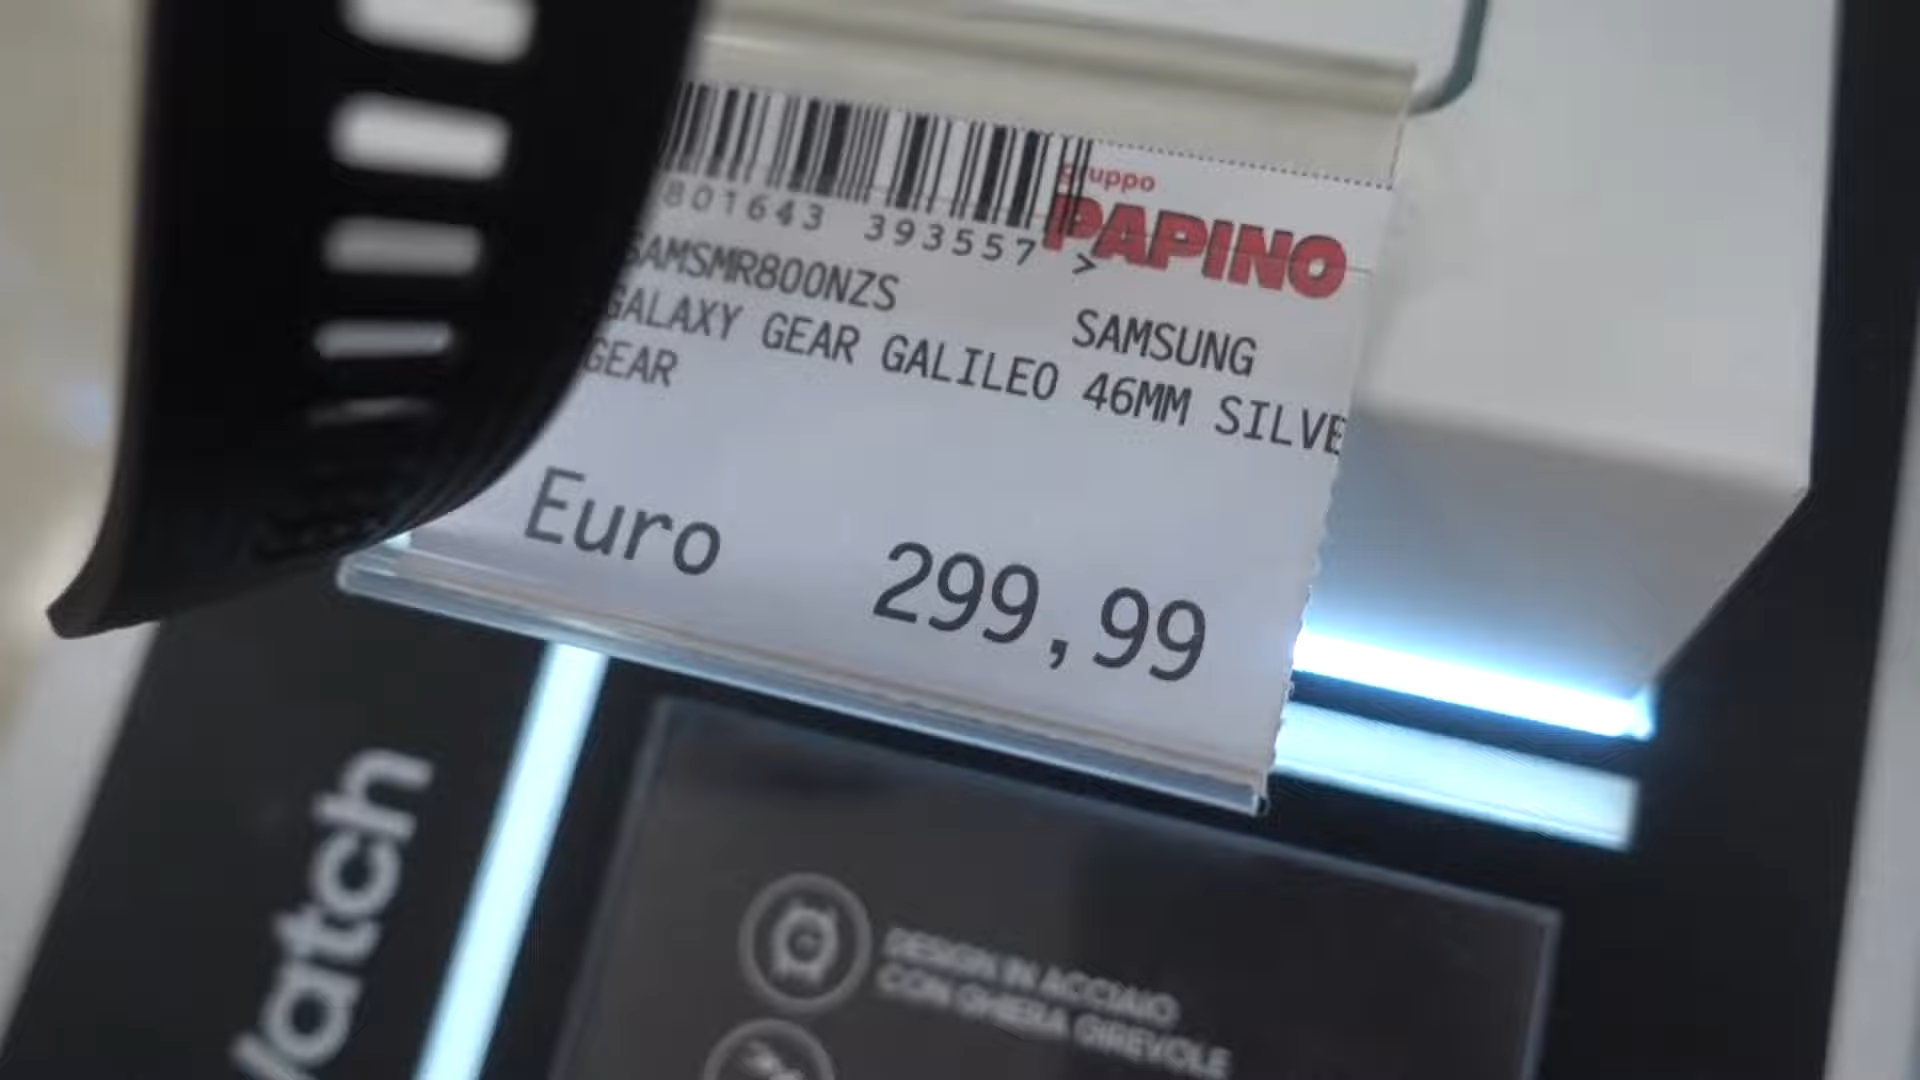 801643 393557 >
Gruppo
PAPINO
SAMSMR800NZS SAMSUNG
GALAXY GEAR GALILEO 46MM SILVE
GEAR
Euro 299,99
Watch
DESIGN IN ACCIAIO
CON GHIERA GIREVOLE